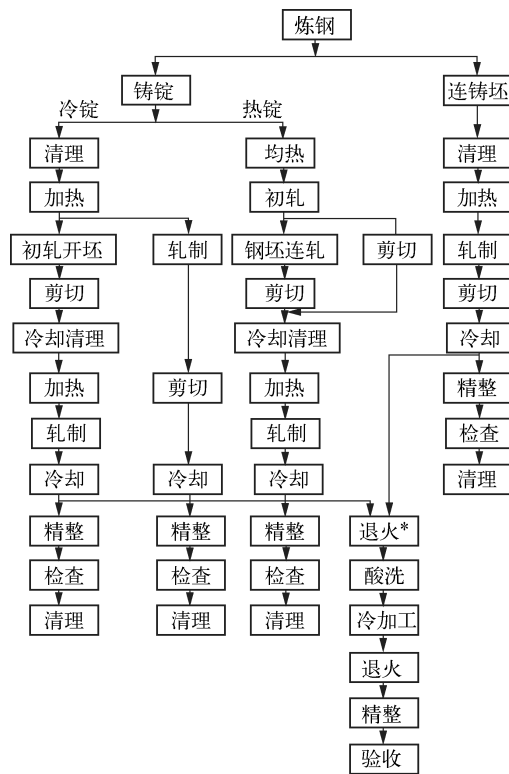 炼钢
铸锭
连铸坯
冷锭
热锭
清理
均热
清理
加热
初轧
加热
初轧开坯
轧制
钢坯连轧
剪切
轧制
剪切
剪切
剪切
冷却清理
冷却清理
冷却
加热
剪切
加热
精整
轧制
轧制
检查
冷却
冷却
冷却
清理
精整
精整
精整
退火*
检查
检查
检查
酸洗
清理
清理
清理
冷加工
退火
精整
验收